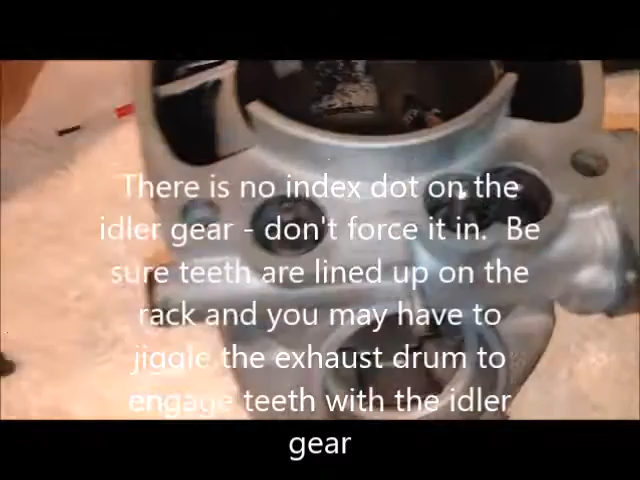 There is no index dot on the
idler gear - don't force it in.  Be
sure teeth are lined up on the
rack and you may have to
jiggle the exhaust drum to
engage teeth with the idler
gear